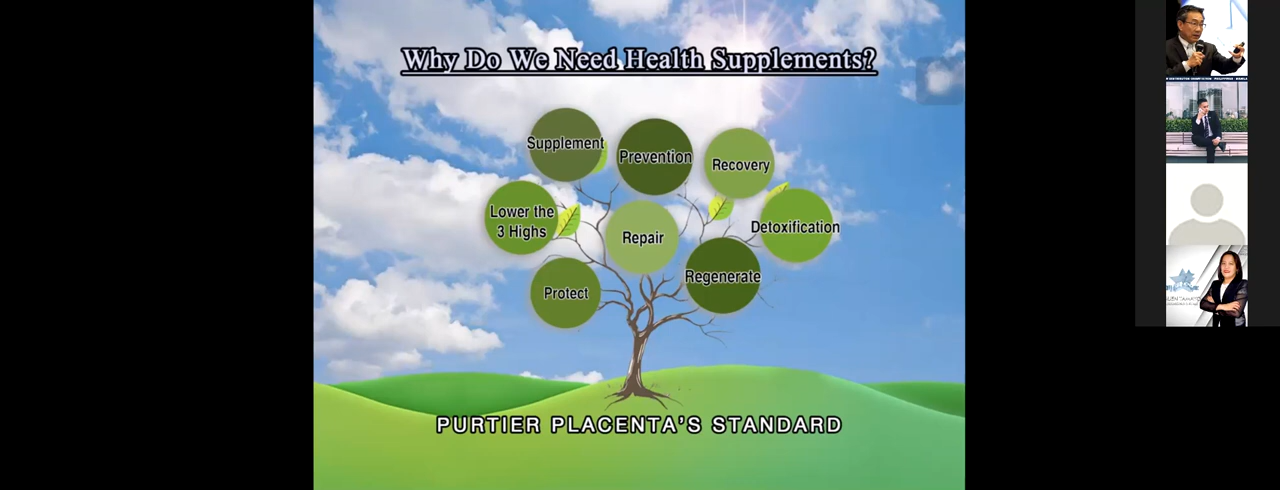 Why Do We Need Health Supplements?
Supplement
Prevention
Recovery
Lower the
3 Highs
Repair
Detoxification
Regenerate
Protect
PURTIER PLACENTA'S STANDARD